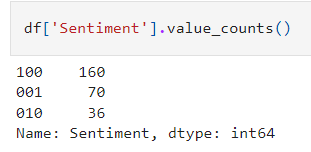 df['Sentiment'].value_counts()
100 160
001 70
010 36
Name: Sentiment, dtype: int64